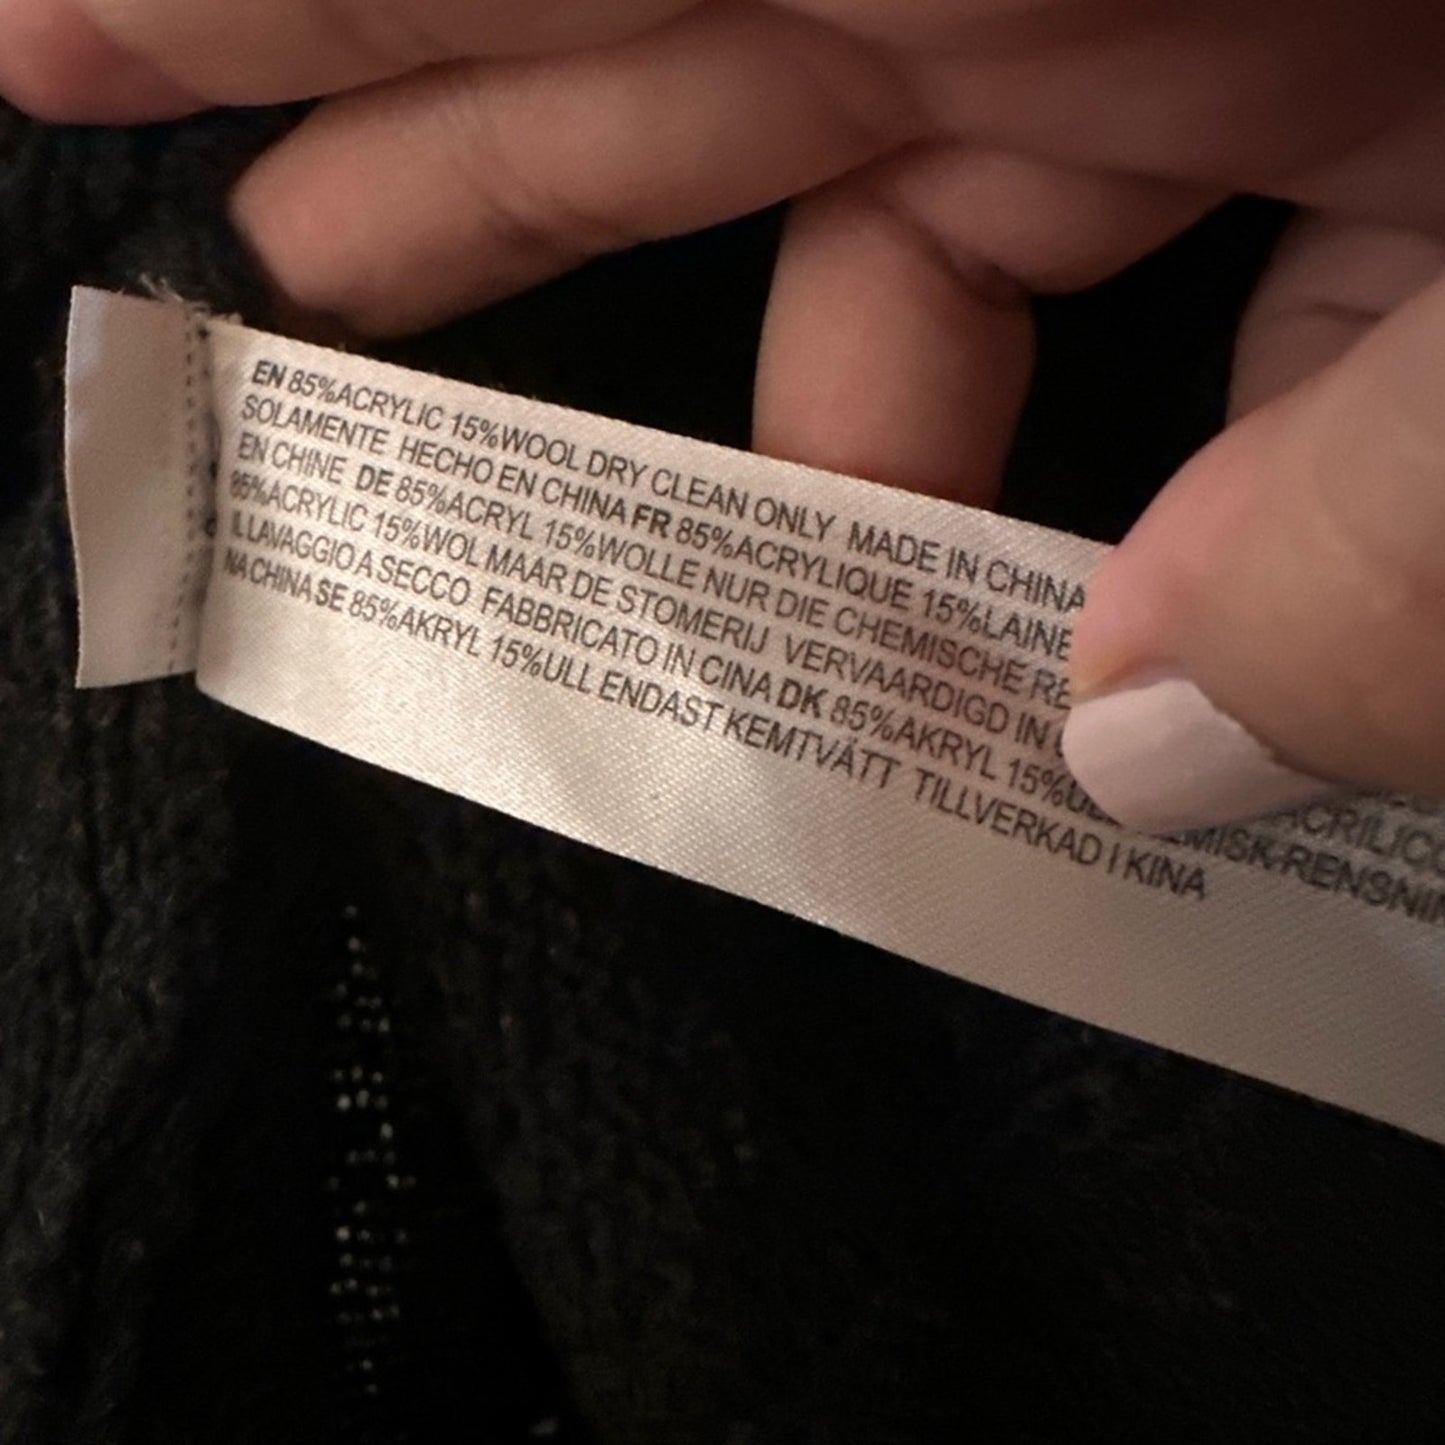 EN 85%ACRYLIC 15%WOOL DRY CLEAN ONLY MADE IN CHINA
SOLAMENTE HECHO EN CHINA FR 85%ACRYLIQUE 15%LAINE
EN CHINE DE 85%ACRYL 15%WOLLE NUR DIE CHEMISCHE
85%ACRYLIC 15%WOL MAAR DE STOMERIJ VERVAARDIGD IN ACRILICO
IL LAVAGGIO A SECCO FABBRICATO IN CINA DK 85%AKRYL 15%
NA CHINA SE 85%AKRYL 15%ULL ENDAST KEMTVÄTT TILLVERKAD I KINA